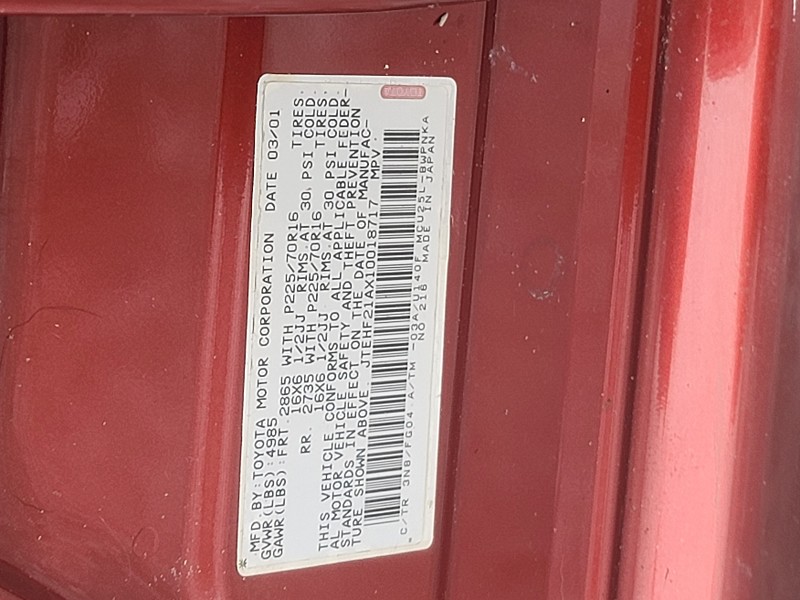 MFD. BY: TOYOTA MOTOR CORPORATION DATE 03/01
GVWR(LBS): 4985
GAWR(LBS): FRT. 2865 WITH P225/70R16 TIRES,
16X6 1/2JJ RIMS, AT 30 PSI COLD.
RR. 2735 WITH P225/70R16 TIRES,
16X6 1/2JJ RIMS, AT 30 PSI COLD.
THIS VEHICLE CONFORMS TO ALL APPLICABLE FEDER-
AL MOTOR VEHICLE SAFETY AND THEFT PREVENTION
STANDARDS IN EFFECT ON THE DATE OF MANUFAC-
TURE SHOWN ABOVE. JTEHF21AX10018717 MPV.
C/TR 3N8/FG04 A/TM -03A/U140F MCU25L-BWPNKA
NO 216 MADE IN JAPAN
TOYOTA